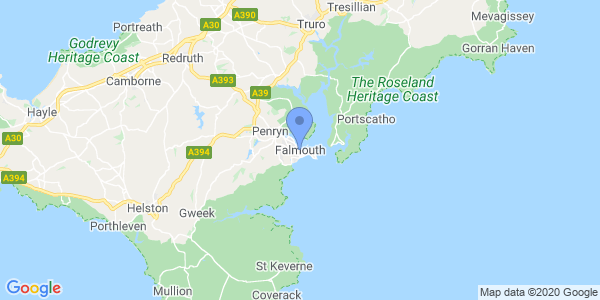 Tresillian
Mevagissey
A390
Portreath
A30
Truro
Godrevy
Heritage Coast
Gorran Haven
Redruth
Camborne
A393
The Roseland
Heritage Coast
A39
Hayle
Portscatho
Penryn
A30
Falmouth
A394
A394
Helston
Gweek
Porthleven
St Keverne
Mullion
Coverack
Google
Map data ©2020 Google